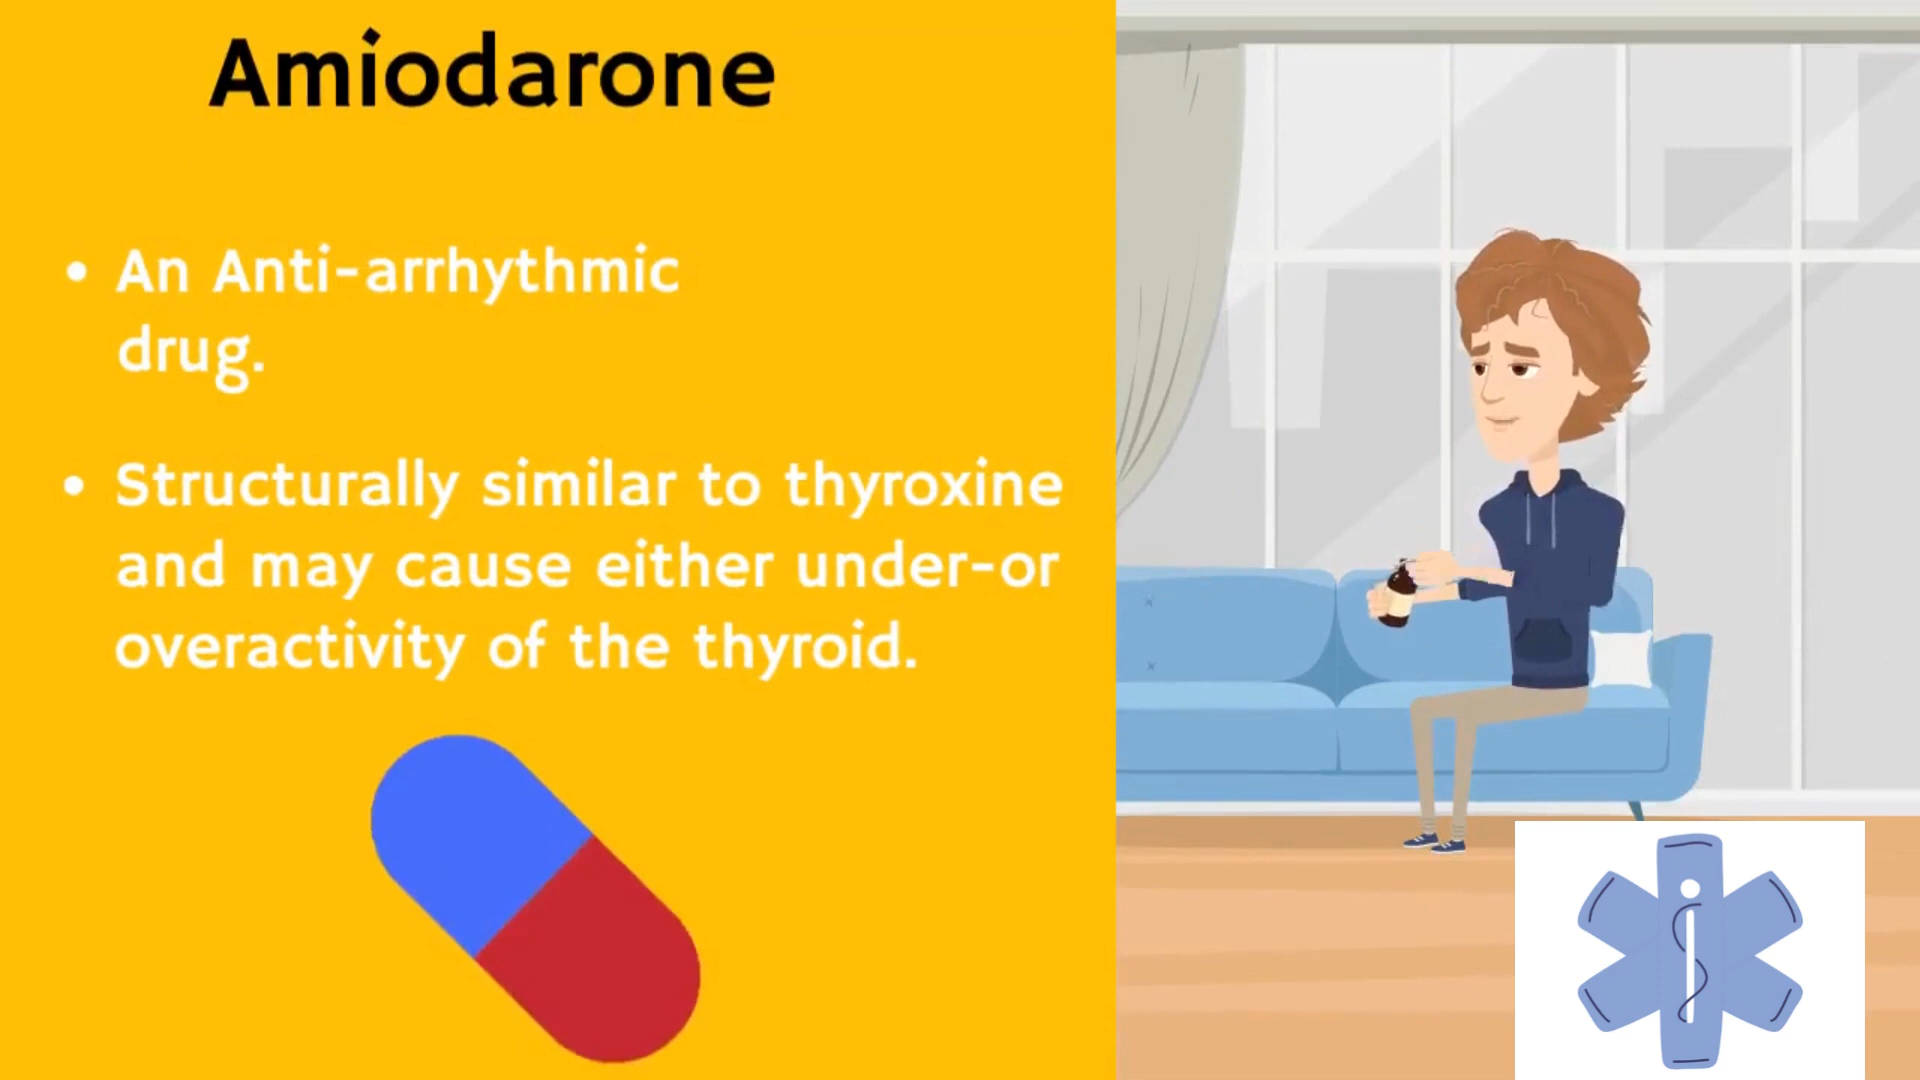 Amiodarone
• An Anti-arrhythmic
drug.
• Structurally similar to thyroxine
and may cause either under-or
overactivity of the thyroid.